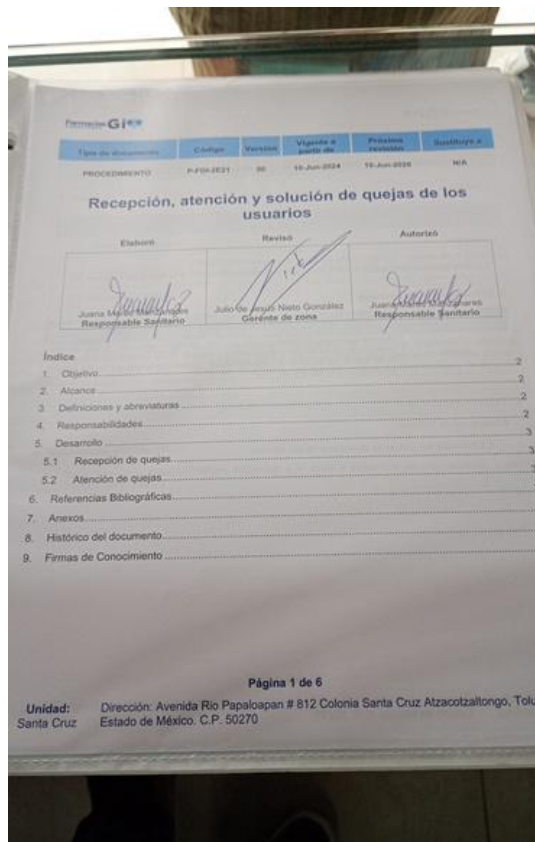 Farmacias Gi
Tipo de documento Código Versión Vigente a partir de Próxima revisión Sustituye a
PROCEDIMIENTO 00 10-Jun-2024 10-Jun-2026 N/A
Recepción, atención y solución de quejas de los
usuarios
Elaboró Revisó Autorizó
Juana Julio de Jesús Nieto González Juana
Responsable Sanitario Gerente de zona Responsable Sanitario
Índice
1. Objetivo 2
2. Alcance 2
3. Definiciones y abreviaturas 2
4. Responsabilidades 2
5. Desarrollo 3
5.1 Recepción de quejas 3
5.2 Atención de quejas
6. Referencias Bibliográficas
7. Anexos
8. Histórico del documento
9. Firmas de Conocimiento
Página 1 de 6
Unidad: Dirección: Avenida Rio Papaloapan # 812 Colonia Santa Cruz Atzacotzaltongo, Tolu
Santa Cruz Estado de México. C.P. 50270